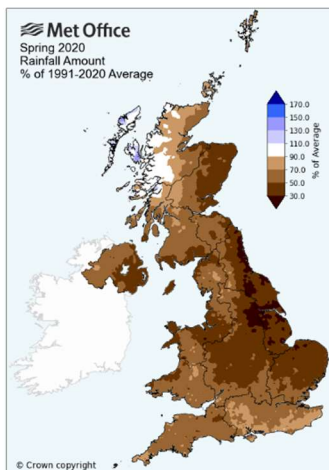 Met Office
Spring 2020
Rainfall Amount
% of 1991-2020 Average
170.0
150.0
130.0
110.0
90.0
70.0
50.0
30.0
% of Average
© Crown copyright